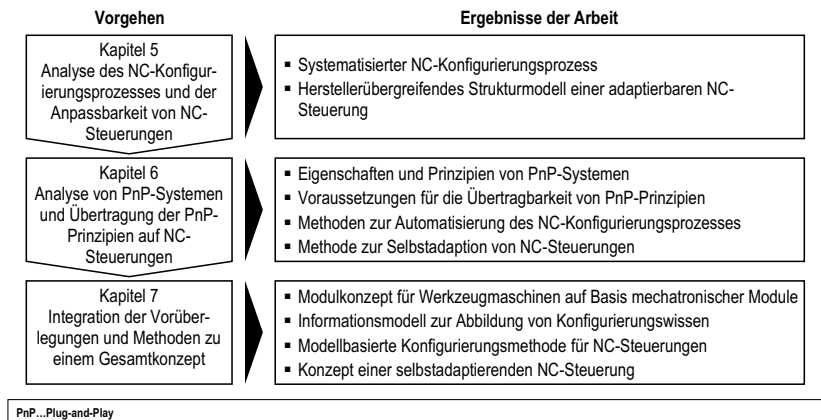 Vorgehen
Ergebnisse der Arbeit
Kapitel 5
Analyse des NC-Konfigur-
ierungsprozesses und der
Anpassbarkeit von NC-
Steuerungen
▪ Systematisierter NC-Konfigurierungsprozess
▪ Herstellerübergreifendes Strukturmodell einer adaptierbaren NC-
Steuerung
Kapitel 6
Analyse von PnP-Systemen
und Übertragung der PnP-
Prinzipien auf NC-
Steuerungen
▪ Eigenschaften und Prinzipien von PnP-Systemen
▪ Voraussetzungen für die Übertragbarkeit von PnP-Prinzipien
▪ Methoden zur Automatisierung des NC-Konfigurierungsprozesses
▪ Methode zur Selbstadaption von NC-Steuerungen
Kapitel 7
Integration der Vorüber-
legungen und Methoden zu
einem Gesamtkonzept
▪ Modulkonzept für Werkzeugmaschinen auf Basis mechatronischer Module
▪ Informationsmodell zur Abbildung von Konfigurierungswissen
▪ Modellbasierte Konfigurierungsmethode für NC-Steuerungen
▪ Konzept einer selbstadaptierenden NC-Steuerung
PnP...Plug-and-Play